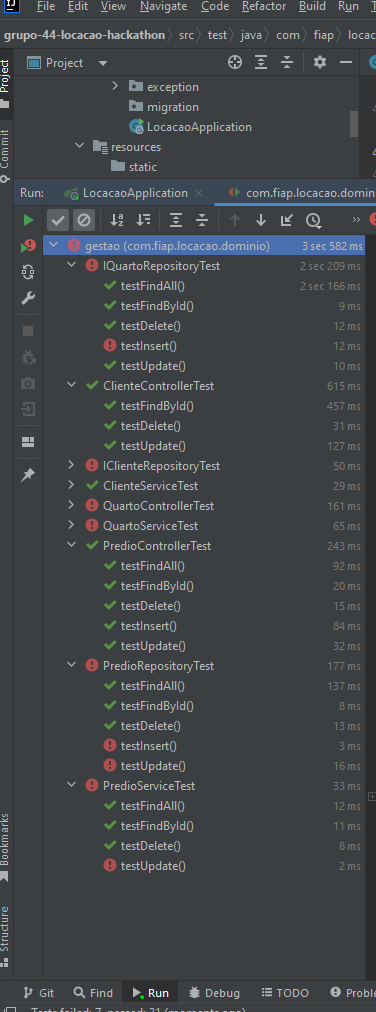 File Edit View Navigate Code Refactor Build Run
grupo-44-locacao-hackathon src test java com fiap locac
Project
Project
exception
migration
LocacaoApplication
resources
static
Commit
Run: LocacaoApplication com.fiap.locacao.domin
gestao (com.fiap.locacao.dominio) 3 sec 582 ms
IQuartoRepositoryTest 2 sec 209 ms
testFindAll() 2 sec 166 ms
testFindById() 9 ms
testDelete() 12 ms
testInsert() 12 ms
testUpdate() 10 ms
ClienteControllerTest 615 ms
testFindById() 457 ms
testDelete() 31 ms
testUpdate() 127 ms
IClienteRepositoryTest 50 ms
ClienteServiceTest 29 ms
QuartoControllerTest 161 ms
QuartoServiceTest 65 ms
PredioControllerTest 243 ms
testFindAll() 92 ms
testFindById() 20 ms
testDelete() 15 ms
testInsert() 84 ms
testUpdate() 32 ms
PredioRepositoryTest 177 ms
testFindAll() 137 ms
testFindById() 8 ms
testDelete() 13 ms
testInsert() 3 ms
testUpdate() 16 ms
PredioServiceTest 33 ms
testFindAll() 12 ms
testFindById() 11 ms
testDelete() 8 ms
testUpdate() 2 ms
Bookmarks
Structure
Git Find Run Debug TODO Proble
Tests failed: 7, passed: 31 (moments ago)